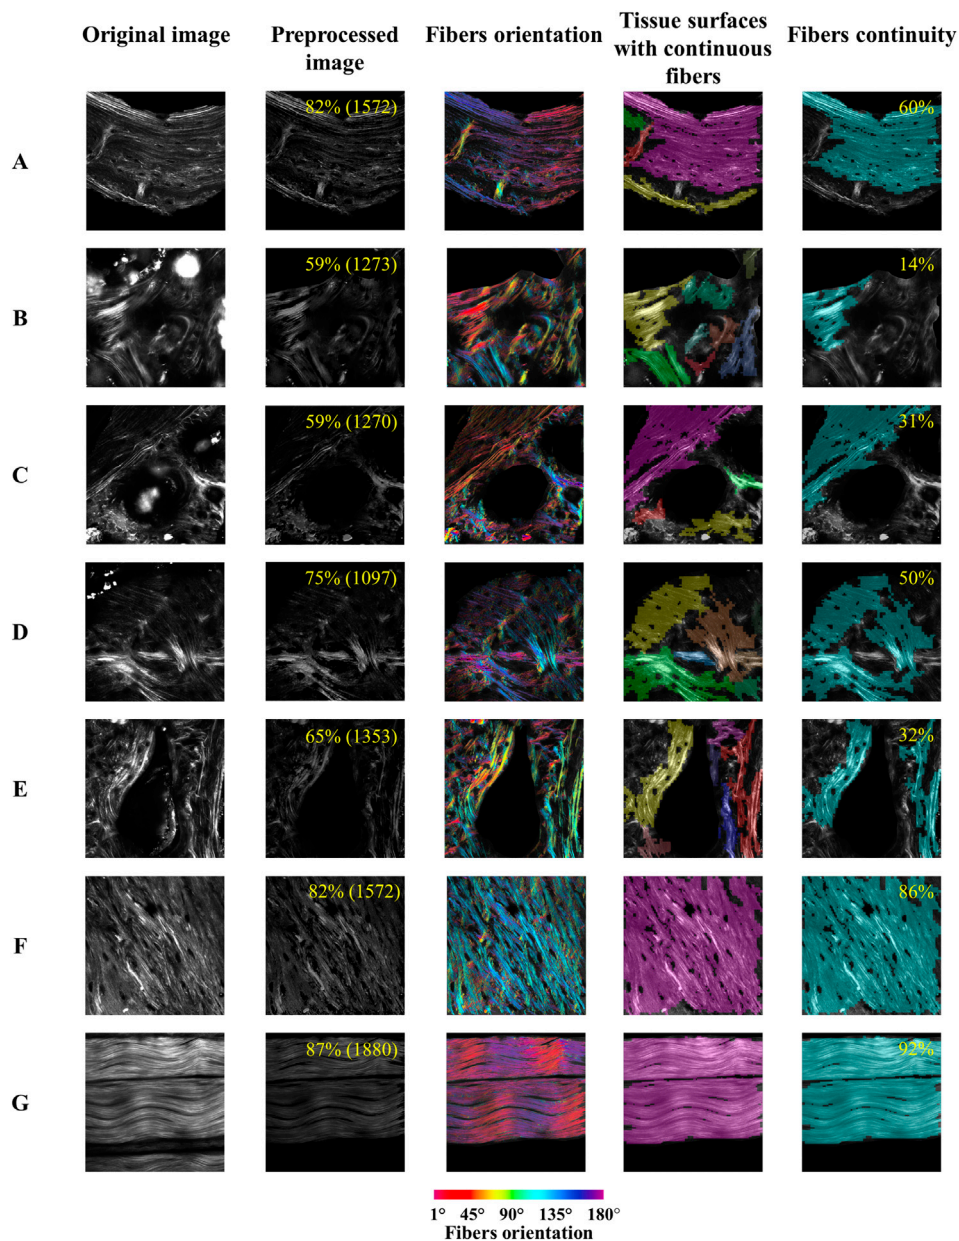 Original image
Preprocessed
image
Fibers orientation
Tissue surfaces
with continuous
fibers
Fibers continuity
A
82% (1572)
60%
B
59% (1273)
14%
C
59% (1270)
31%
D
75% (1097)
50%
E
65% (1353)
32%
F
82% (1572)
86%
G
87% (1880)
92%
1° 45° 90° 135° 180°
Fibers orientation